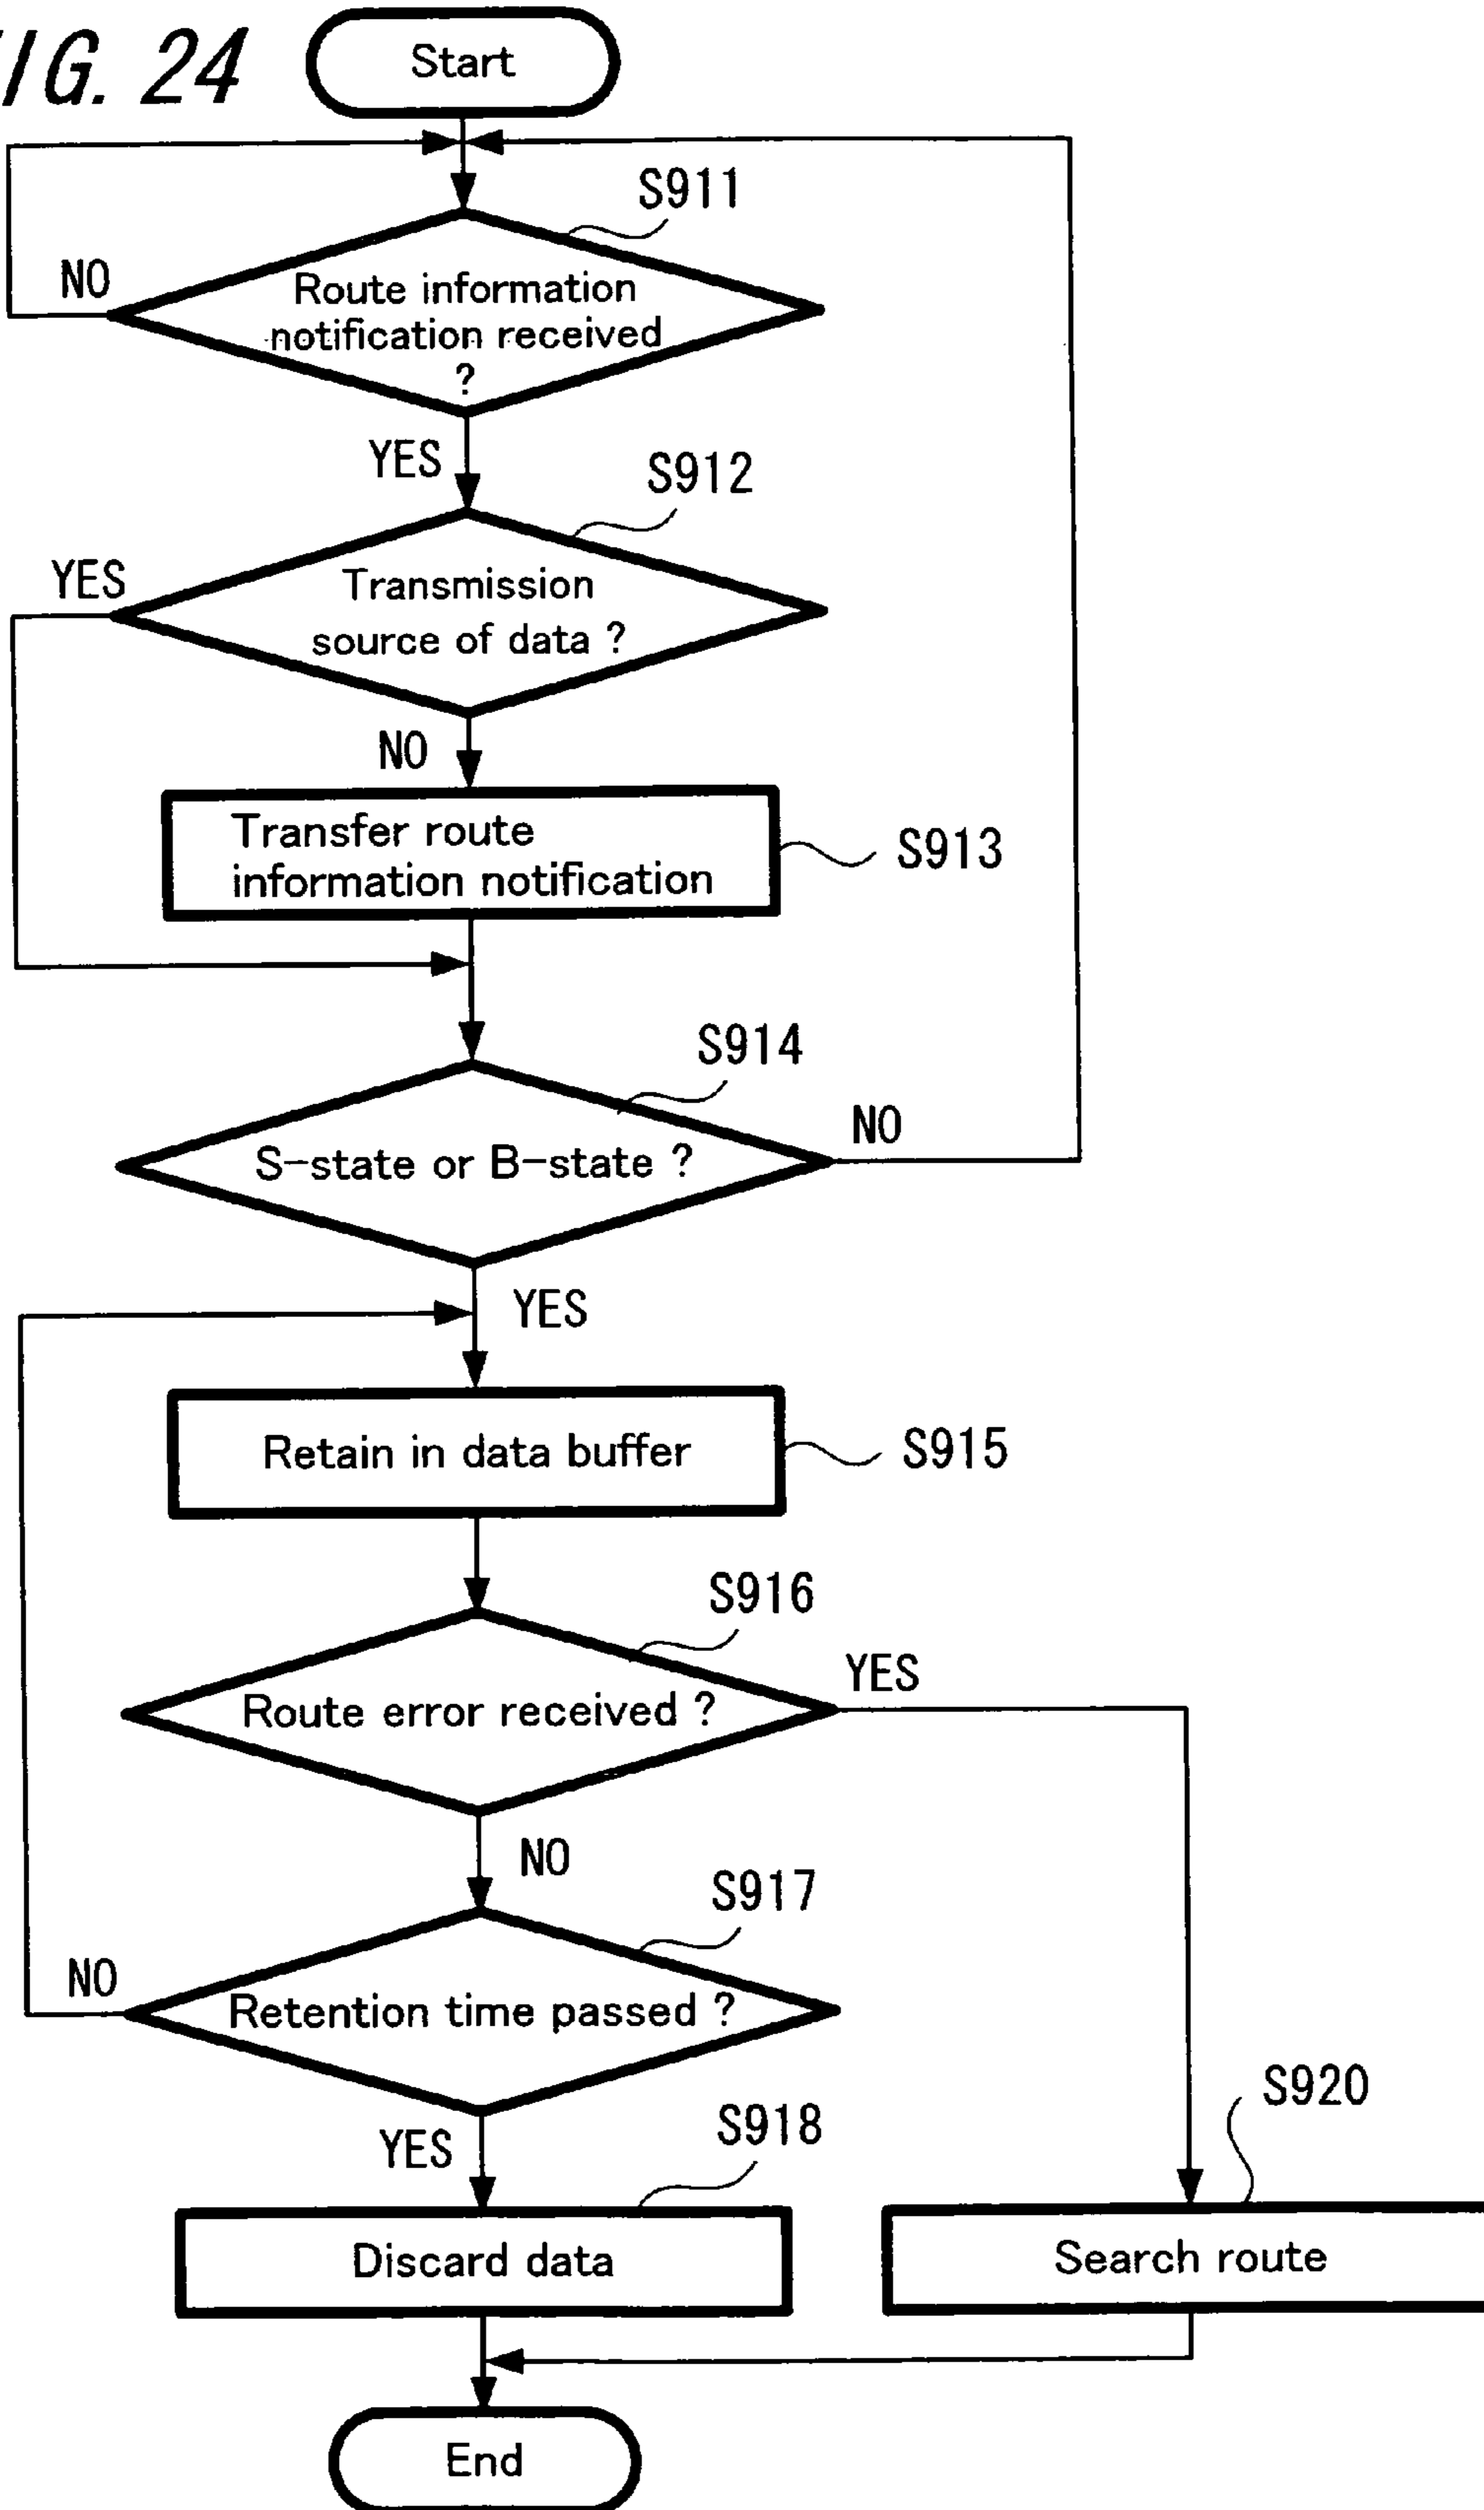 IG. 24
Start
S911
NO
Route information
notification received
?
YES
S912
YES
Transmission
source of data ?
NO
Transfer route
information notification
S913
S914
NO
S-state or B-state ?
YES
Retain in data buffer
S915
S916
YES
Route error received ?
NO
S917
NO
Retention time passed ?
S920
YES
S918
Discard data
Search route
End